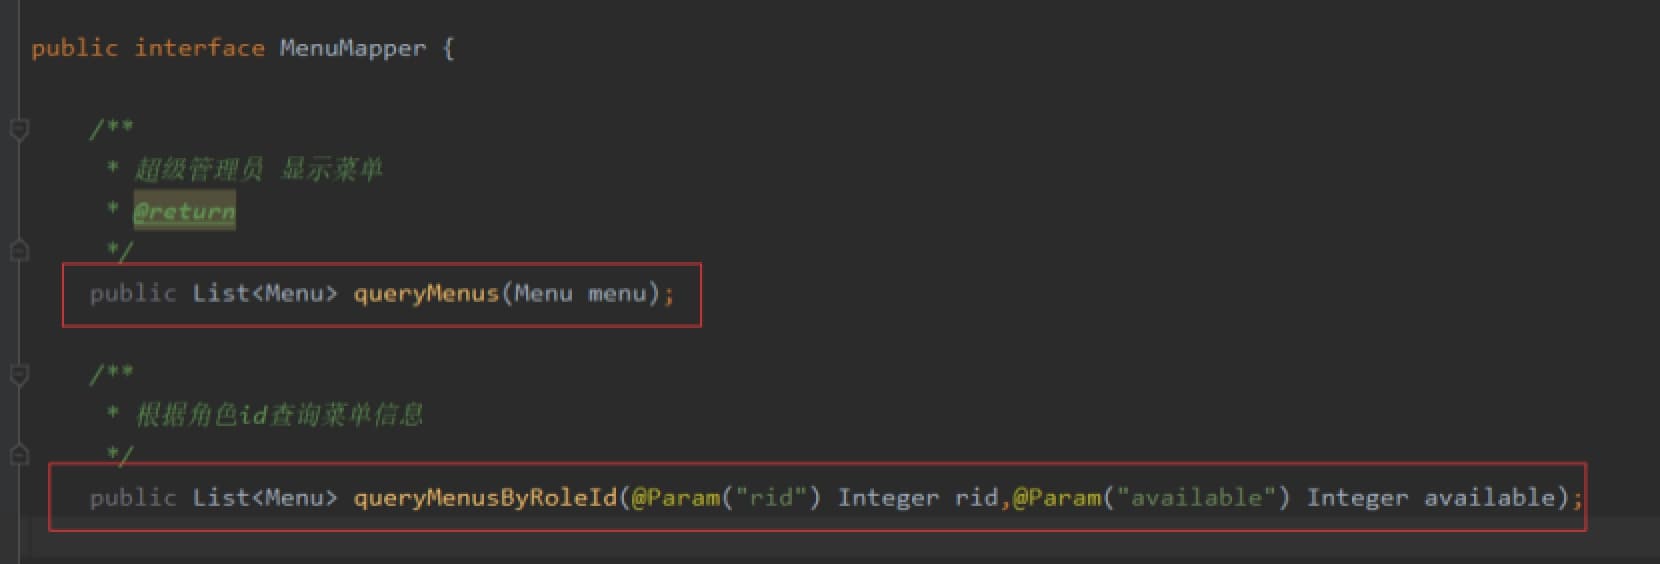 public interface MenuMapper {
/**
* 超级管理员 显示菜单
* @return
*/
public List<Menu> queryMenus(Menu menu);
/**
* 根据角色id查询菜单信息
*/
public List<Menu> queryMenusByRoleId(@Param("rid") Integer rid,@Param("available") Integer available);